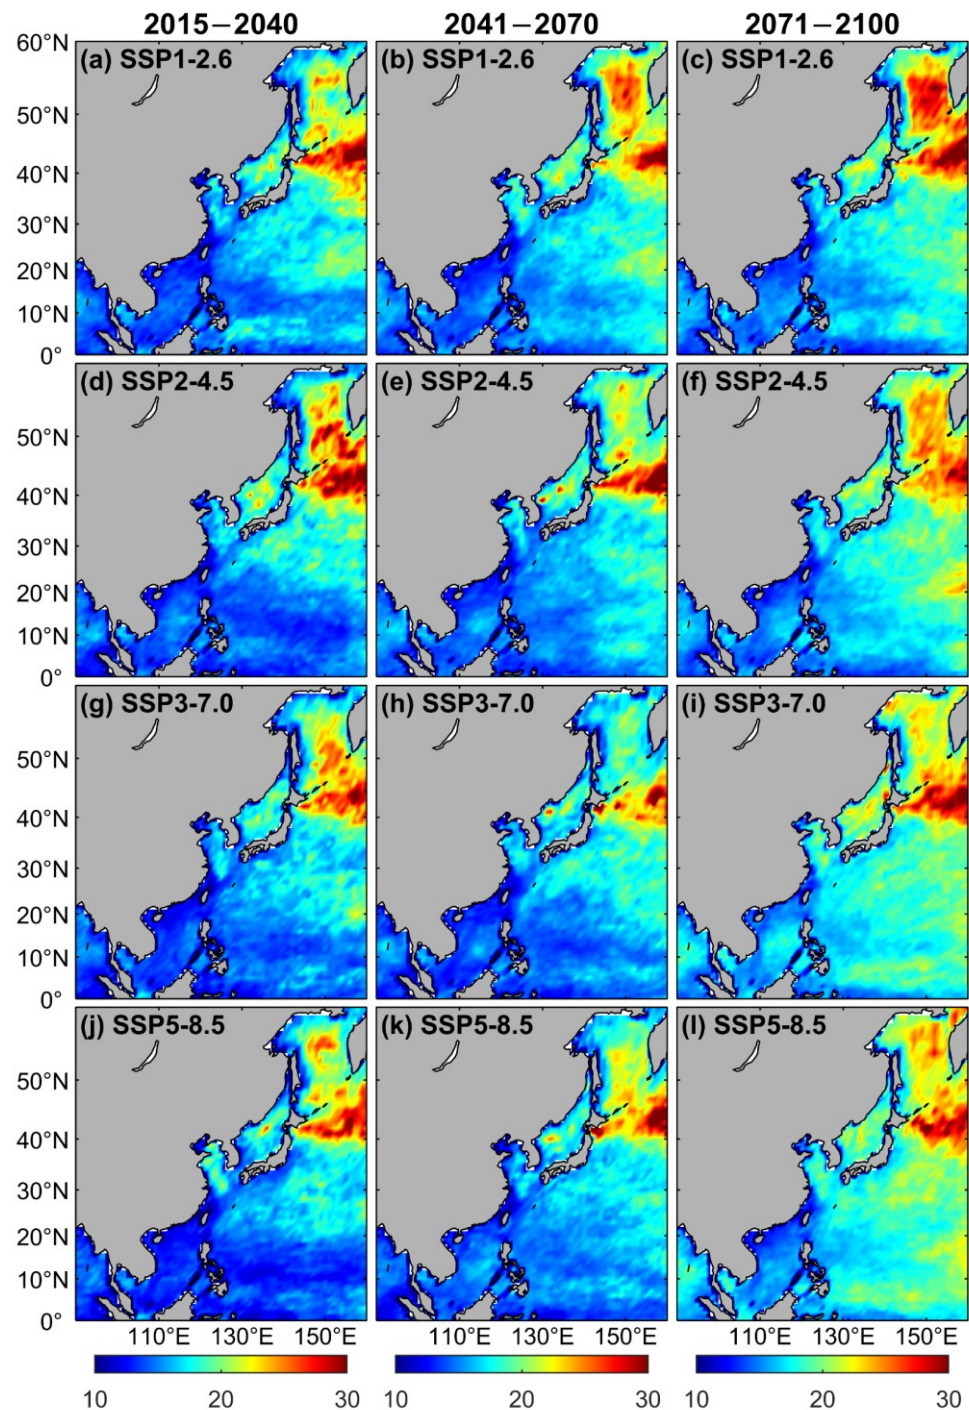 2015−2040 2041−2070 2071−2100
60°N (a) SSP1-2.6 (b) SSP1-2.6 (c) SSP1-2.6
50°N
40°N
30°N
20°N
10°N
0°
(d) SSP2-4.5 (e) SSP2-4.5 (f) SSP2-4.5
50°N
40°N
30°N
20°N
10°N
0°
(g) SSP3-7.0 (h) SSP3-7.0 (i) SSP3-7.0
50°N
40°N
30°N
20°N
10°N
0°
(j) SSP5-8.5 (k) SSP5-8.5 (l) SSP5-8.5
50°N
40°N
30°N
20°N
10°N
0°
110°E 130°E 150°E 110°E 130°E 150°E 110°E 130°E 150°E
10 20 30 10 20 30 10 20 30